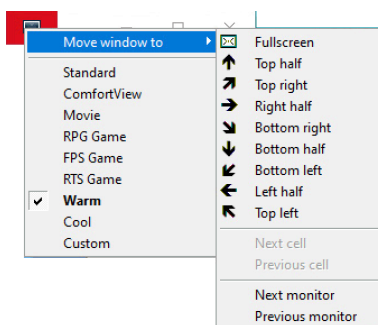 Move window to
Standard
ComfortView
Movie
RPG Game
FPS Game
RTS Game
Warm
Cool
Custom
Fullscreen
Top half
Top right
Right half
Bottom right
Bottom half
Bottom left
Left half
Top left
Next cell
Previous cell
Next monitor
Previous monitor